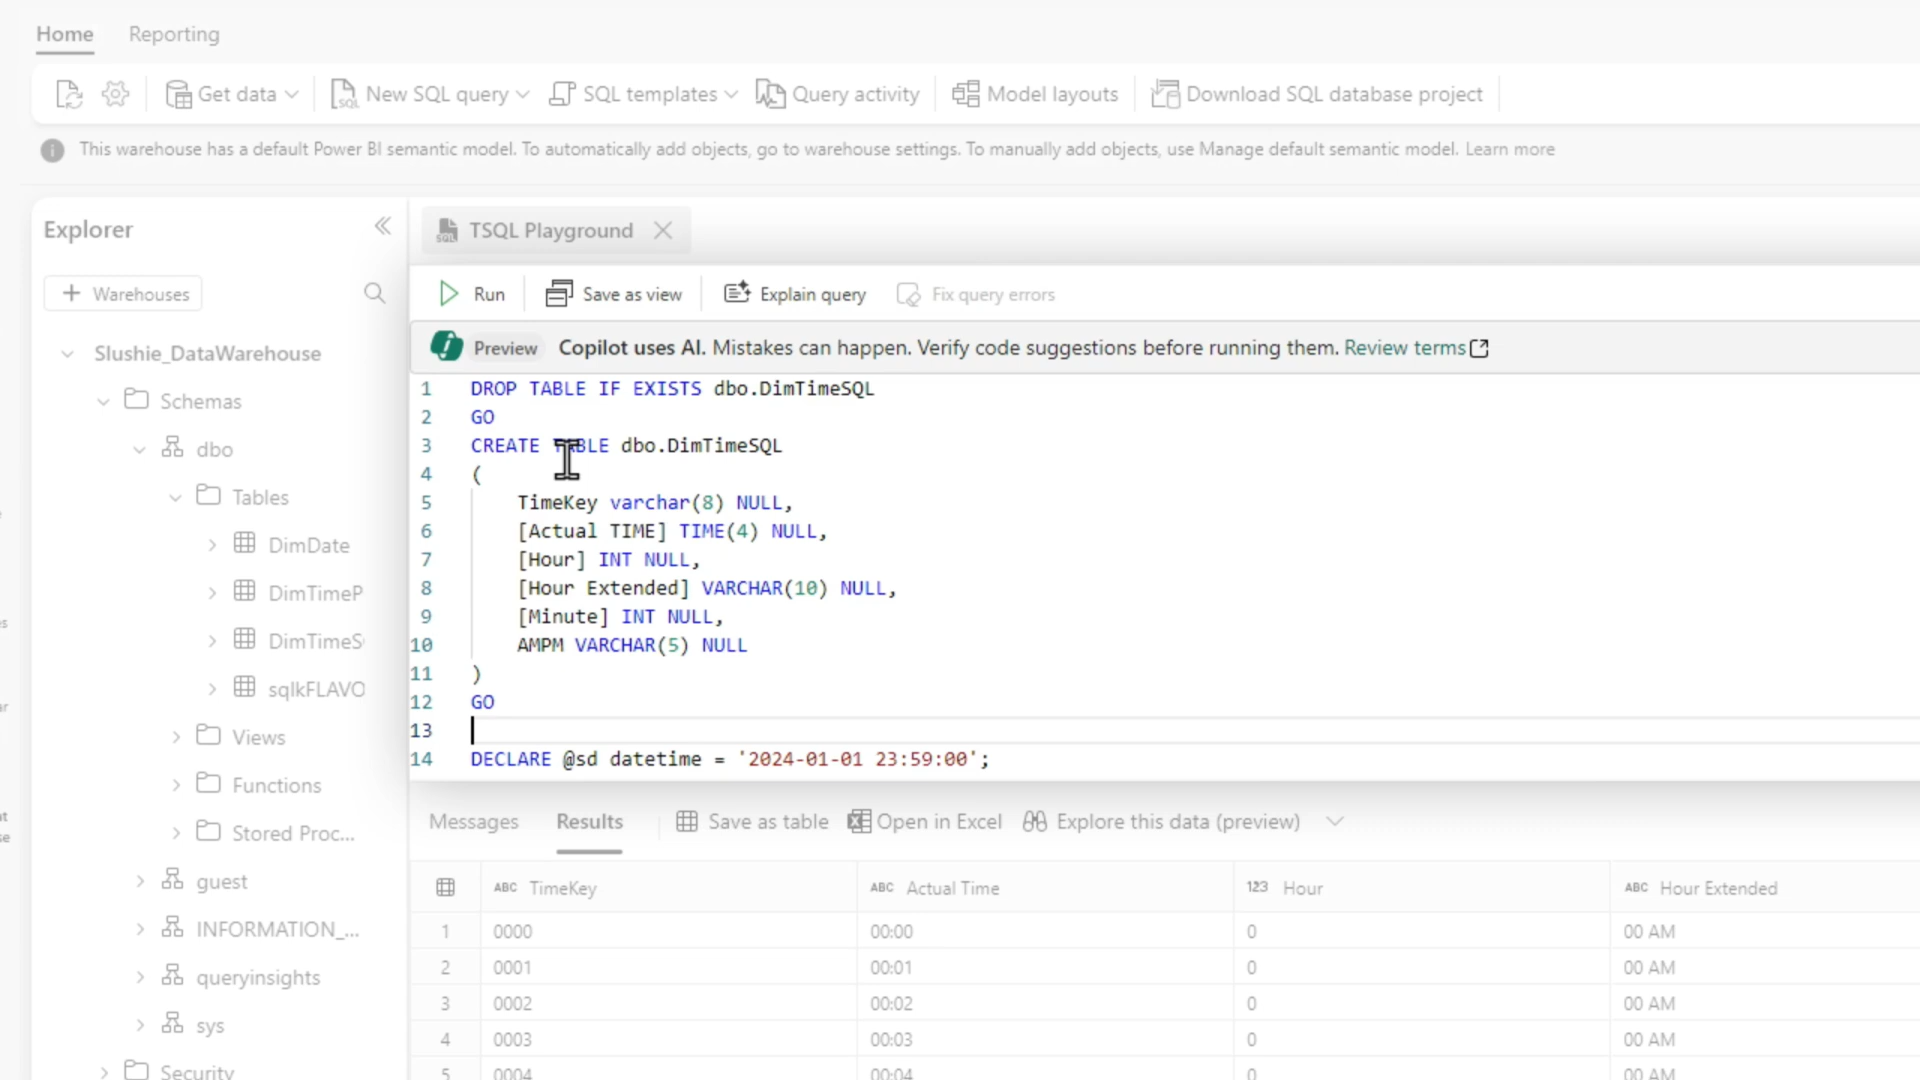 Home Reporting
Get data New SQL query SQL templates Query activity Model layouts Download SQL database project
This warehouse has a default Power BI semantic model. To automatically add objects, go to warehouse settings. To manually add objects, use Manage default semantic model. Learn more
Explorer
+ Warehouses
Slushie_DataWarehouse
Schemas
dbo
Tables
DimDate
DimTimeP
DimTimeS
sqlkFLAVO
Views
Functions
Stored Proc...
guest
INFORMATION_...
queryinsights
sys
Security
TSQL Playground
Run Save as view Explain query Fix query errors
Preview Copilot uses AI. Mistakes can happen. Verify code suggestions before running them. Review terms
1 DROP TABLE IF EXISTS dbo.DimTimeSQL
2 GO
3 CREATE TABLE dbo.DimTimeSQL
4 (
5 TimeKey varchar(8) NULL,
6 [Actual TIME] TIME(4) NULL,
7 [Hour] INT NULL,
8 [Hour Extended] VARCHAR(10) NULL,
9 [Minute] INT NULL,
10 AMPM VARCHAR(5) NULL
11 )
12 GO
13
14 DECLARE @sd datetime = '2024-01-01 23:59:00';
Messages Results Save as table Open in Excel Explore this data (preview)
ABC TimeKey ABC Actual Time 123 Hour ABC Hour Extended
1 0000 00:00 0 00 AM
2 0001 00:01 0 00 AM
3 0002 00:02 0 00 AM
4 0003 00:03 0 00 AM
5 0004 00:04 0 00 AM